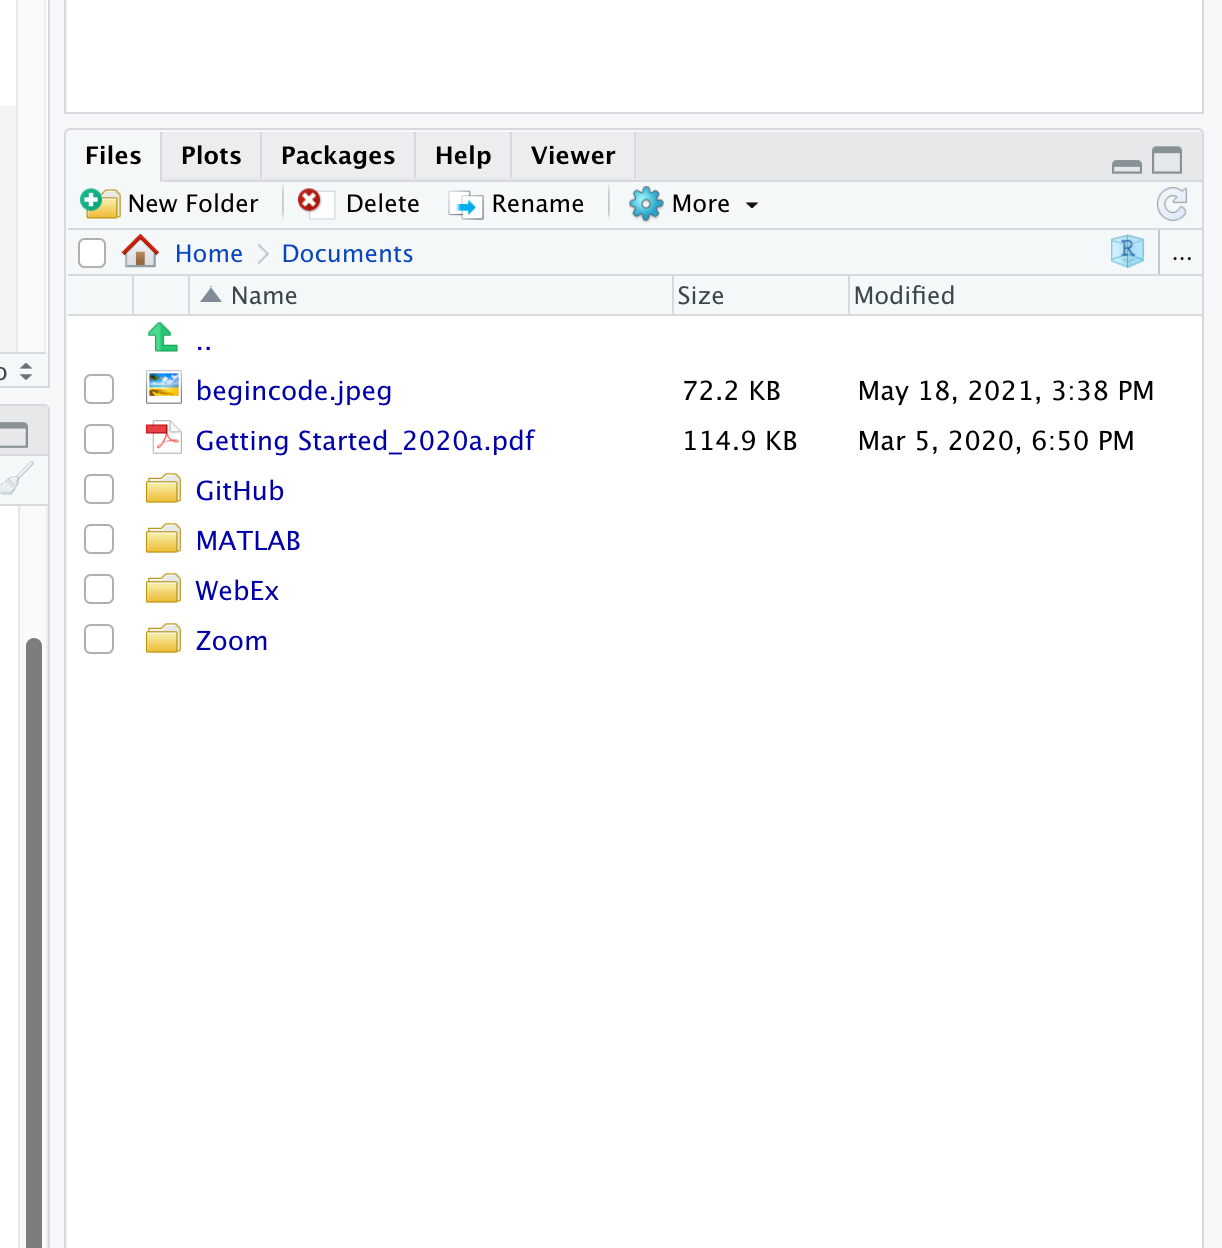 Files Plots Packages Help Viewer
New Folder Delete Rename More
Home Documents R ...
Name Size Modified
..
begincode.jpeg 72.2 KB May 18, 2021, 3:38 PM
Getting Started_2020a.pdf 114.9 KB Mar 5, 2020, 6:50 PM
GitHub
MATLAB
WebEx
Zoom